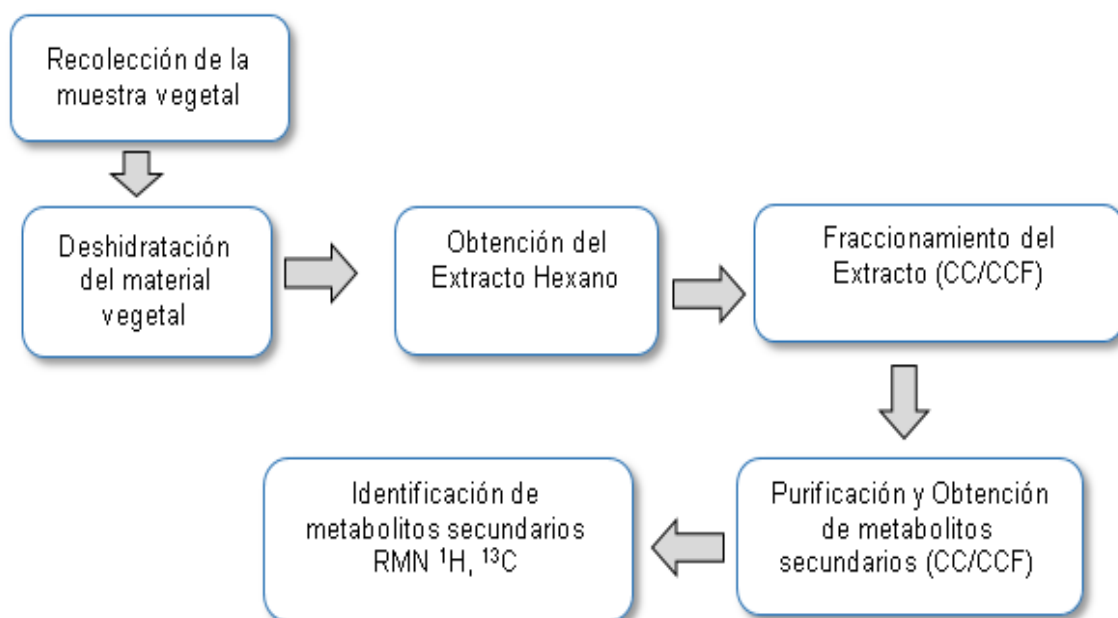 Recolección de la
muestra vegetal
Deshidratación
del material
vegetal
Obtención del
Extracto Hexano
Fraccionamiento del
Extracto (CC/CCF)
Purificación y Obtención
de metabolitos
secundarios (CC/CCF)
Identificación de
metabolitos secundarios
RMN ¹H, ¹³C